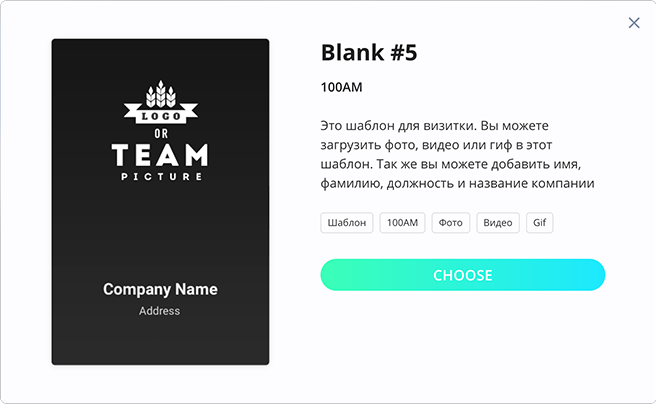 LOGO
OR
TEAM
PICTURE
Company Name
Address
Blank #5
100AM
Это шаблон для визитки. Вы можете
загрузить фото, видео или гиф в этот
шаблон. Так же вы можете добавить имя,
фамилию, должность и название компании
Шаблон 100AM Фото Видео Gif
CHOOSE